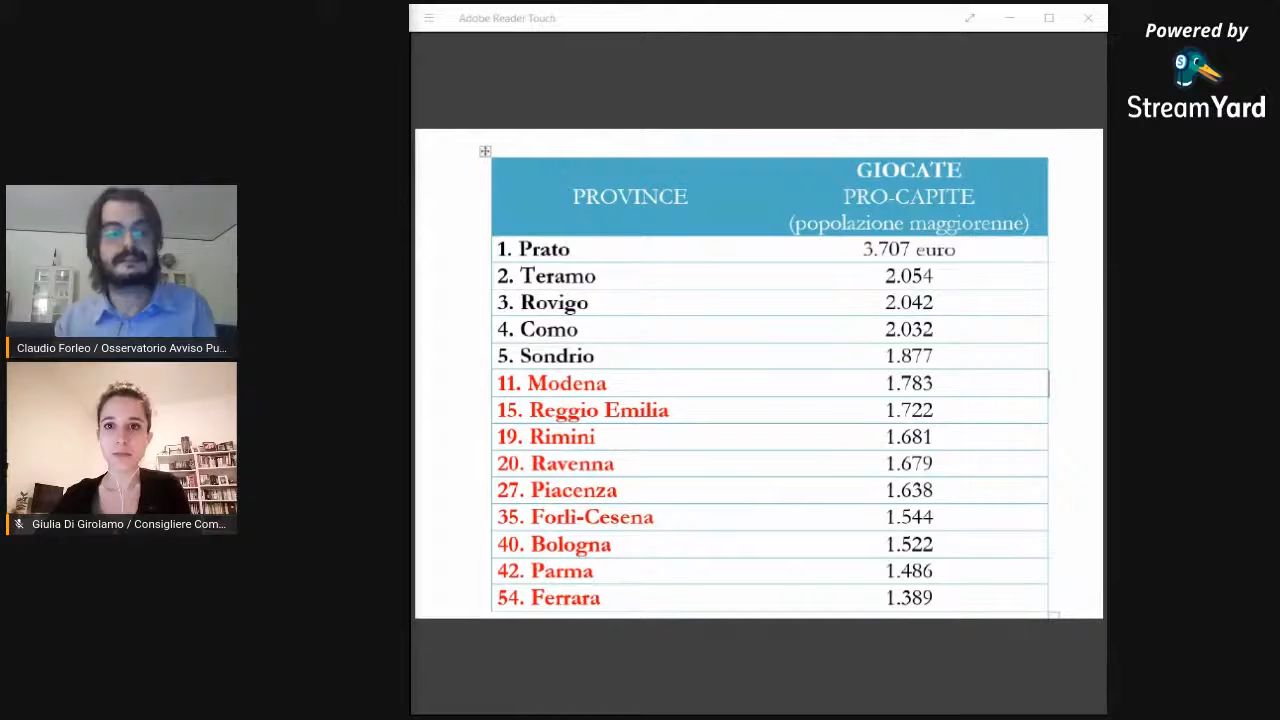 Adobe Reader Touch
Powered by
StreamYard
PROVINCE
GIOCATE
PRO-CAPITE
(popolazione maggiorenne)
1. Prato 3.707 euro
2. Teramo 2.054
3. Rovigo 2.042
4. Como 2.032
5. Sondrio 1.877
11. Modena 1.783
15. Reggio Emilia 1.722
19. Rimini 1.681
20. Ravenna 1.679
27. Piacenza 1.638
35. Forlì-Cesena 1.544
40. Bologna 1.522
42. Parma 1.486
54. Ferrara 1.389
Claudio Forleo / Osservatorio Avviso Pu...
Giulia Di Girolamo / Consigliere Com...